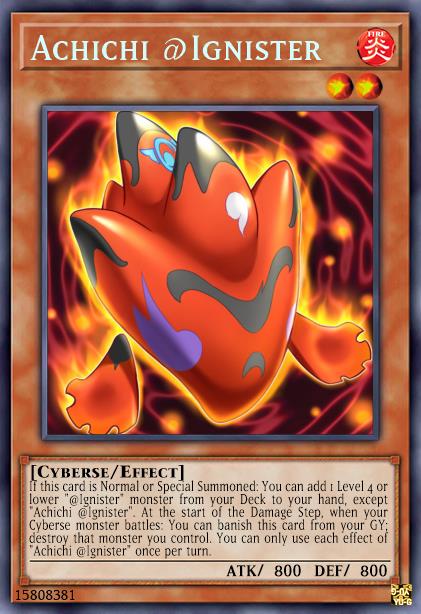 ACHICHI @IGNISTER
FIRE
炎
[CYBERSE/EFFECT]
If this card is Normal or Special Summoned: You can add 1 Level 4 or
lower "@Ignister" monster from your Deck to your hand, except
"Achichi @Ignister". At the start of the Damage Step, when your
Cyberse monster battles: You can banish this card from your GY;
destroy that monster you control. You can only use each effect of
"Achichi @Ignister" once per turn.
ATK/ 800 DEF/ 800
15808381